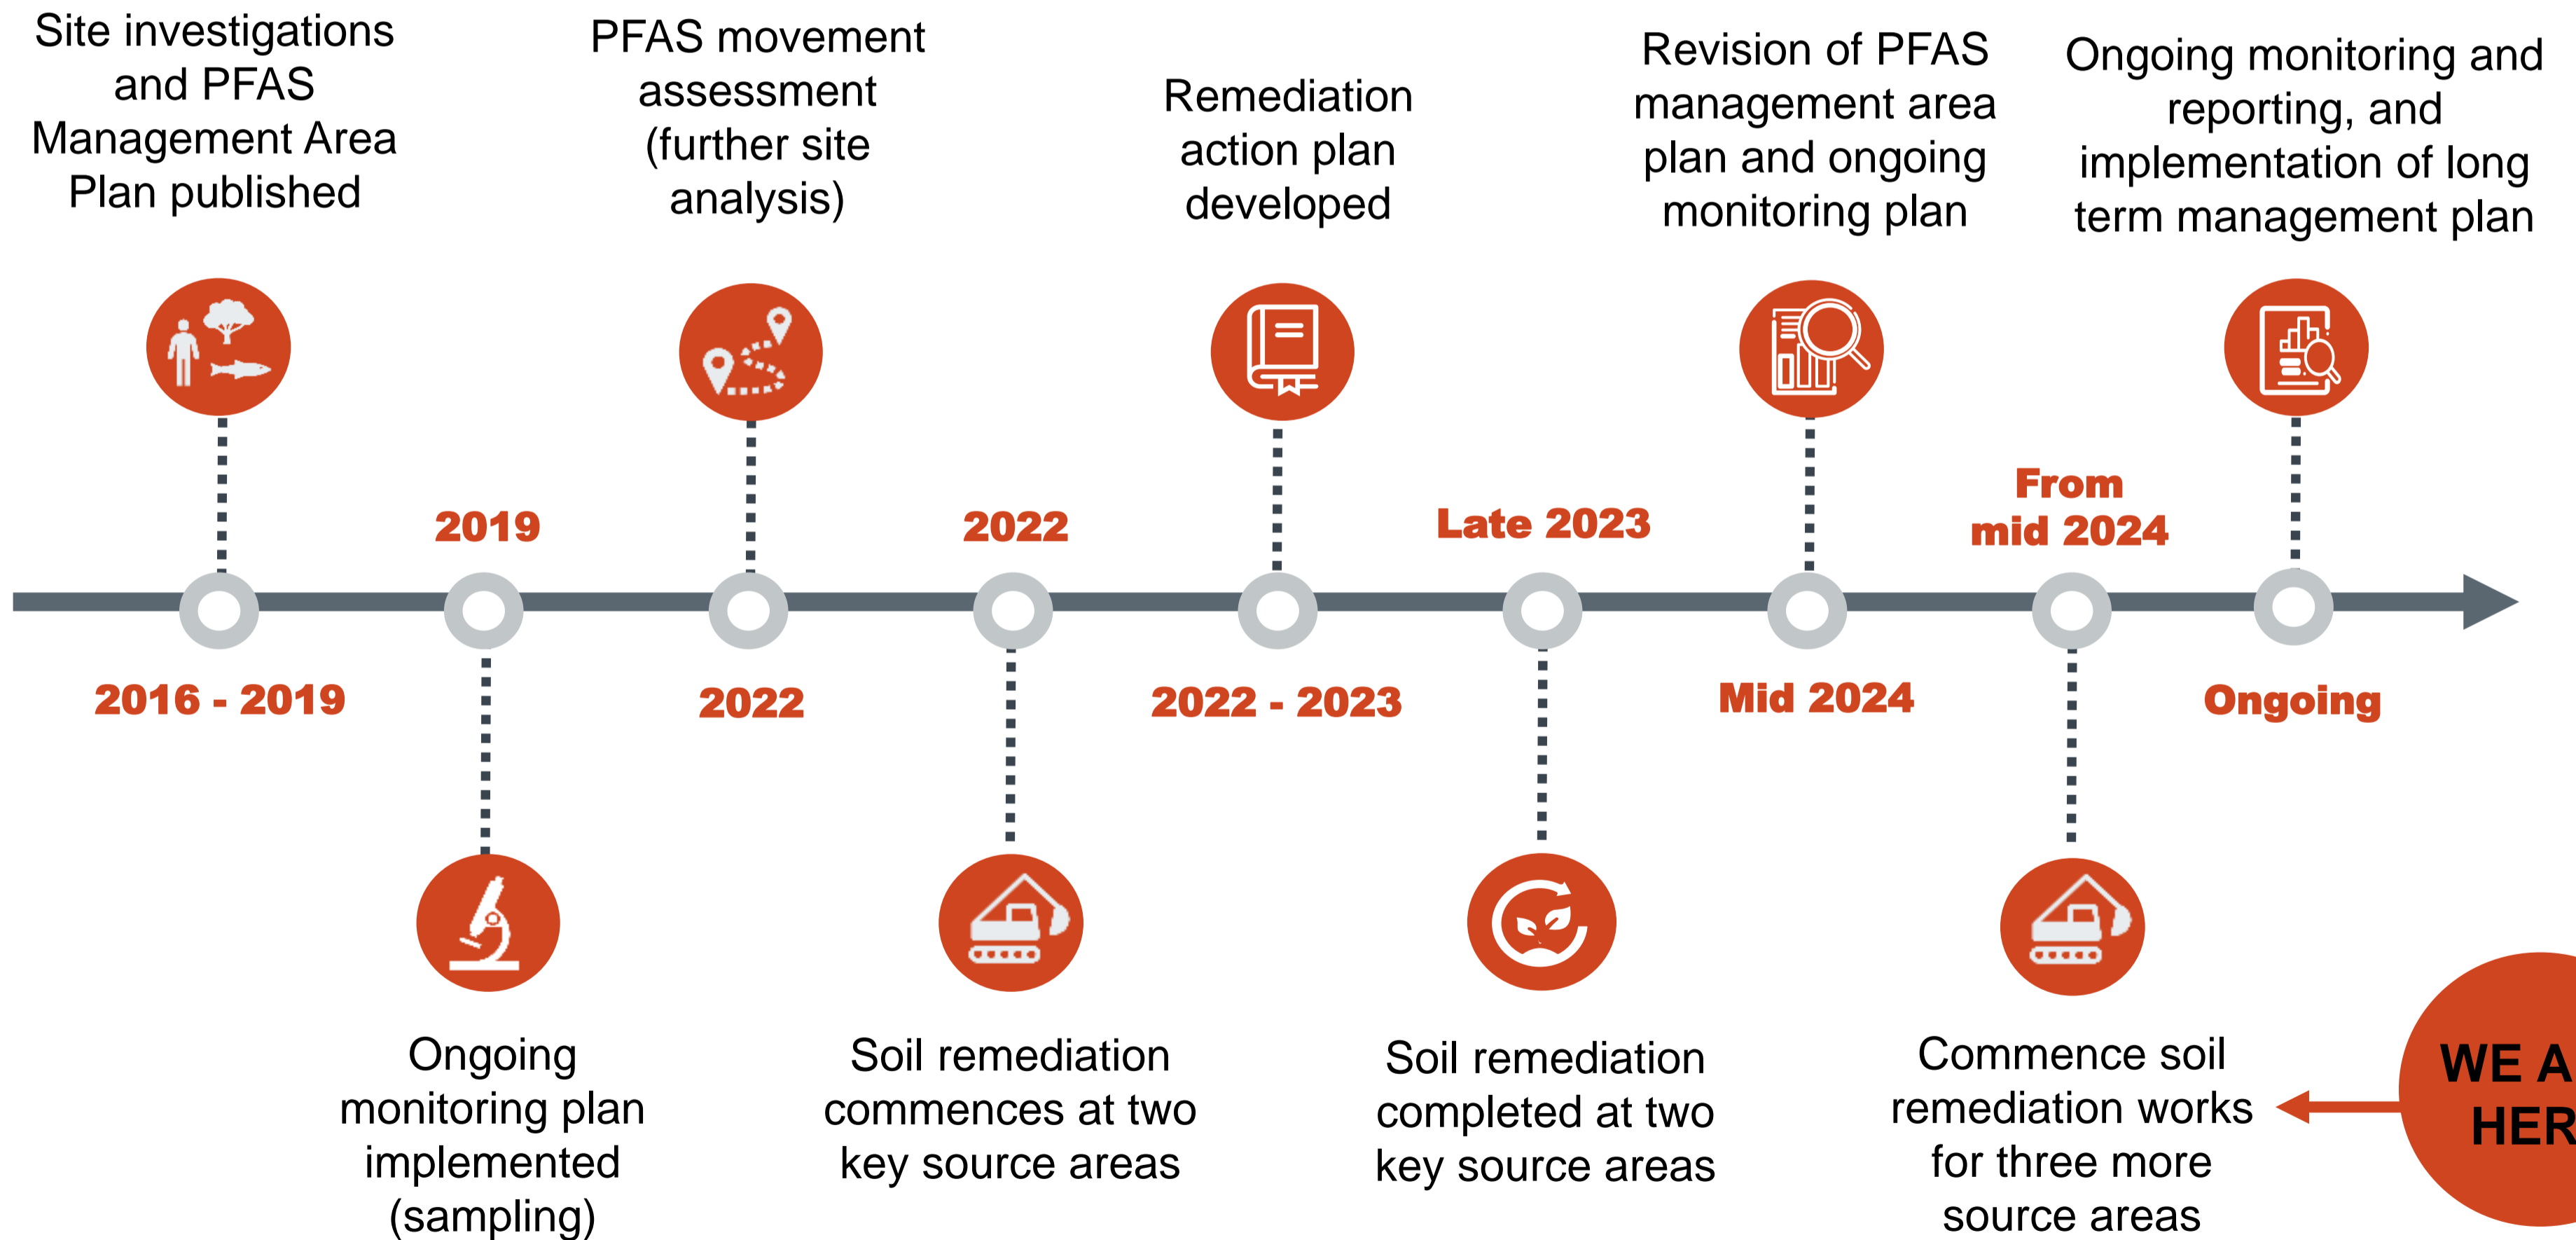 Site investigations
and PFAS
Management Area
Plan published
PFAS movement
assessment
(further site
analysis)
Remediation
action plan
developed
Revision of PFAS
management area
plan and ongoing
monitoring plan
Ongoing monitoring and
reporting, and
implementation of long
term management plan
2019
2022
Late 2023
From
mid 2024
2016 - 2019
2022
2022 - 2023
Mid 2024
Ongoing
Ongoing
monitoring plan
implemented
(sampling)
Soil remediation
commences at two
key source areas
Soil remediation
completed at two
key source areas
Commence soil
remediation works
for three more
source areas
WE A
HER